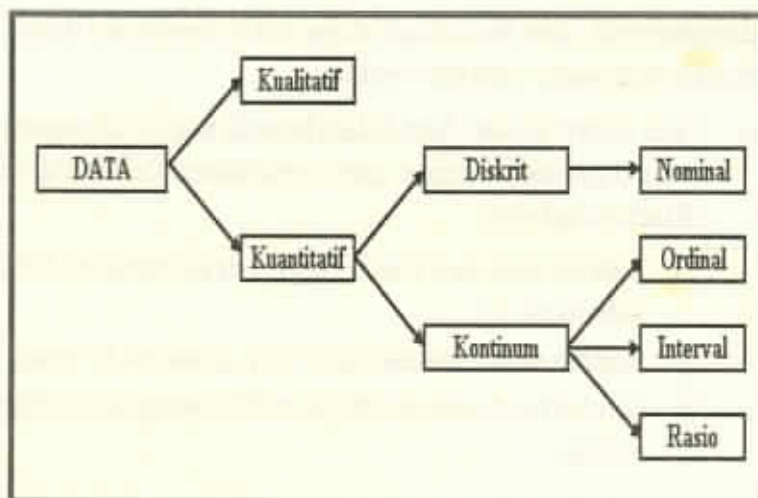 Kualitatif
DATA
Diskrit
Nominal
Kuantitatif
Ordinal
Kontinum
Interval
Rasio